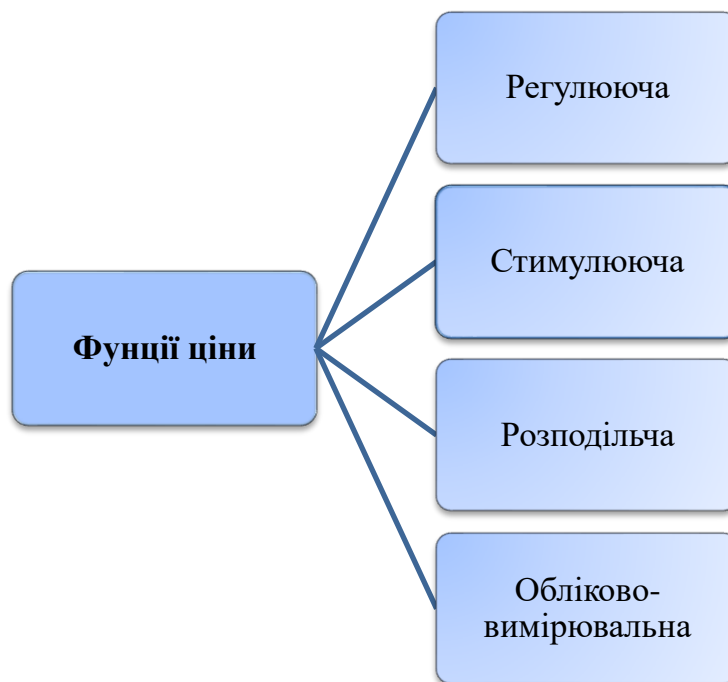 Регулююча
Стимулююча
Фунції ціни
Розподільча
Обліково-
вимірювальна